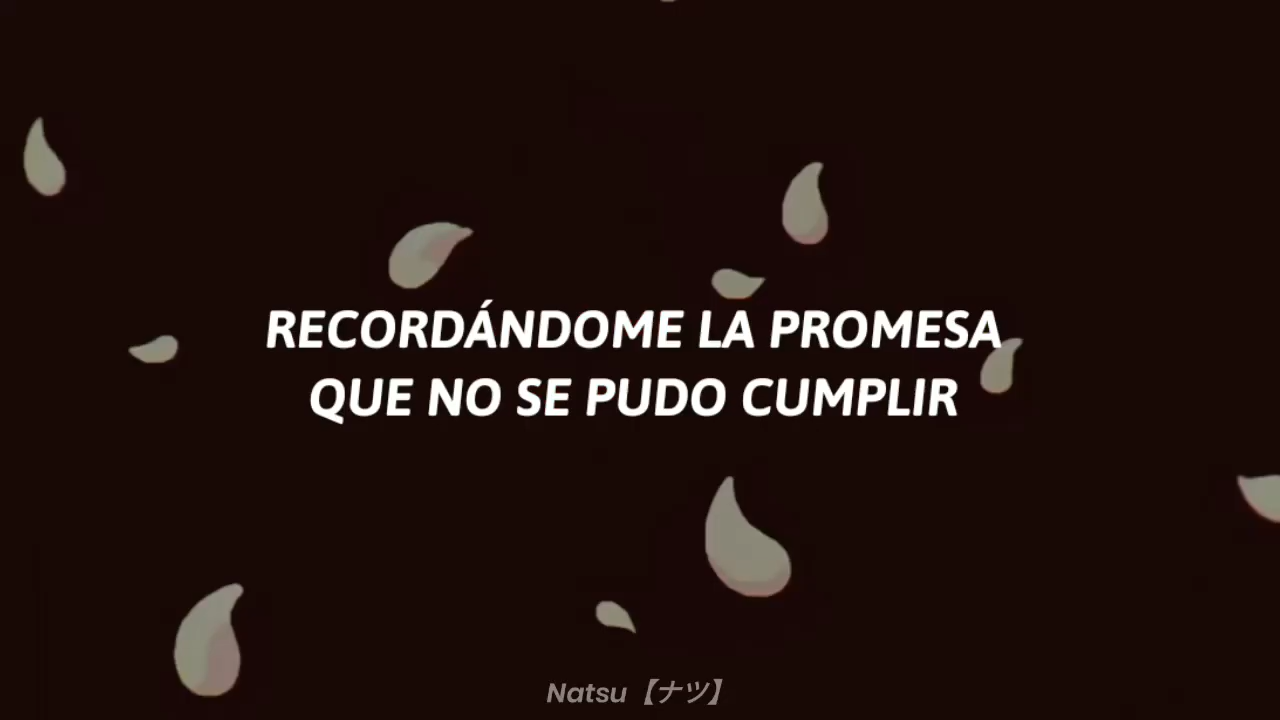 RECORDÁNDOME LA PROMESA
QUE NO SE PUDO CUMPLIR
Natsu【ナツ】